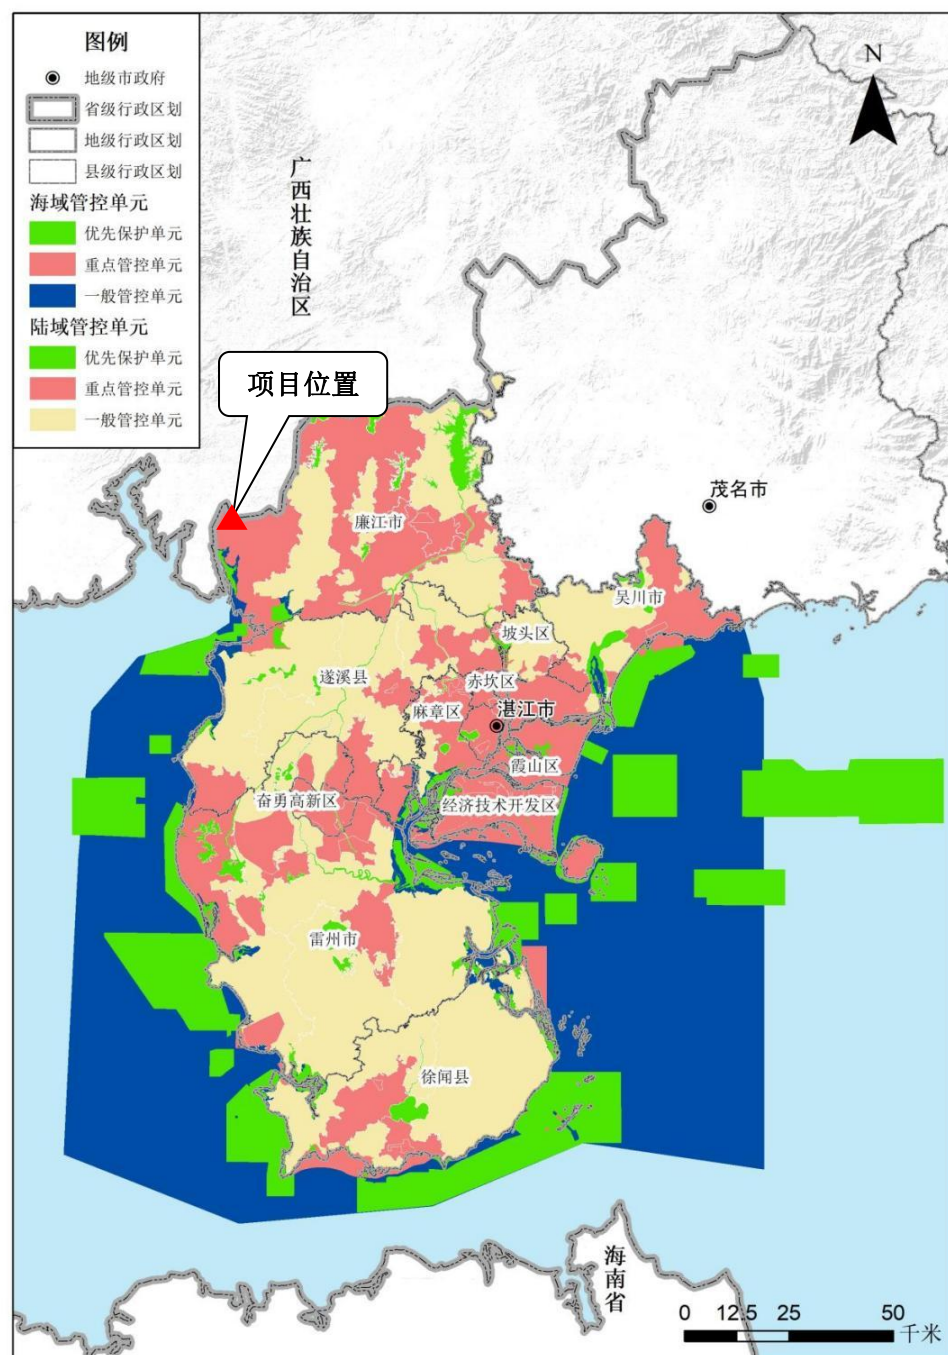 图例
地级市政府
省级行政区划
地级行政区划
县级行政区划
海域管控单元
优先保护单元
重点管控单元
一般管控单元
陆域管控单元
优先保护单元
重点管控单元
一般管控单元
N
广西壮族自治区
项目位置
茂名市
廉江市
吴川市
坡头区
遂溪县
赤坎区
麻章区
湛江市
霞山区
奋勇高新区
经济技术开发区
雷州市
徐闻县
海南省
0 12.5 25 50
千米